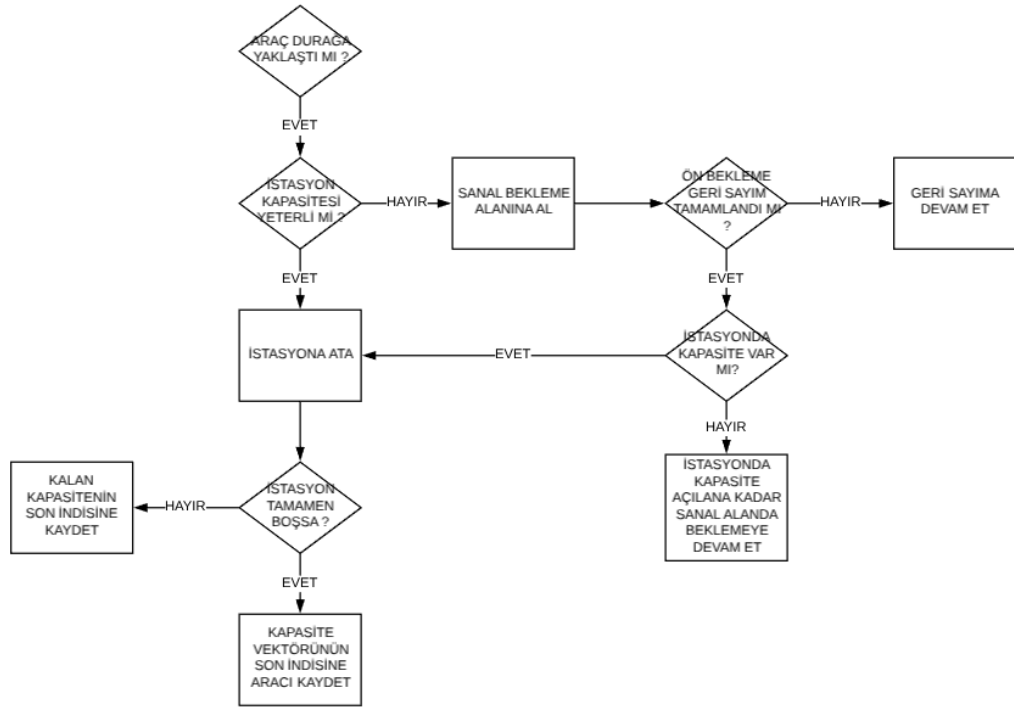 ARAÇ DURAĞA
YAKLAŞTI MI ?
EVET
İSTASYON
KAPASİTESİ
YETERLİ Mİ ?
HAYIR
SANAL BEKLEME
ALANINA AL
ÖN BEKLEME
GERİ SAYIM
TAMAMLANDI MI
?
HAYIR
GERİ SAYIMA
DEVAM ET
EVET
EVET
İSTASYONA ATA
EVET
İSTASYONDA
KAPASİTE VAR
MI?
HAYIR
KALAN
KAPASİTENİN
SON İNDİSİNE
KAYDET
HAYIR
İSTASYON
TAMAMEN
BOŞSA ?
İSTASYONDA
KAPASİTE
AÇILANA KADAR
SANAL ALANDA
BEKLEMEYE
DEVAM ET
EVET
KAPASİTE
VEKTÖRÜNÜN
SON İNDİSİNE
ARACI KAYDET